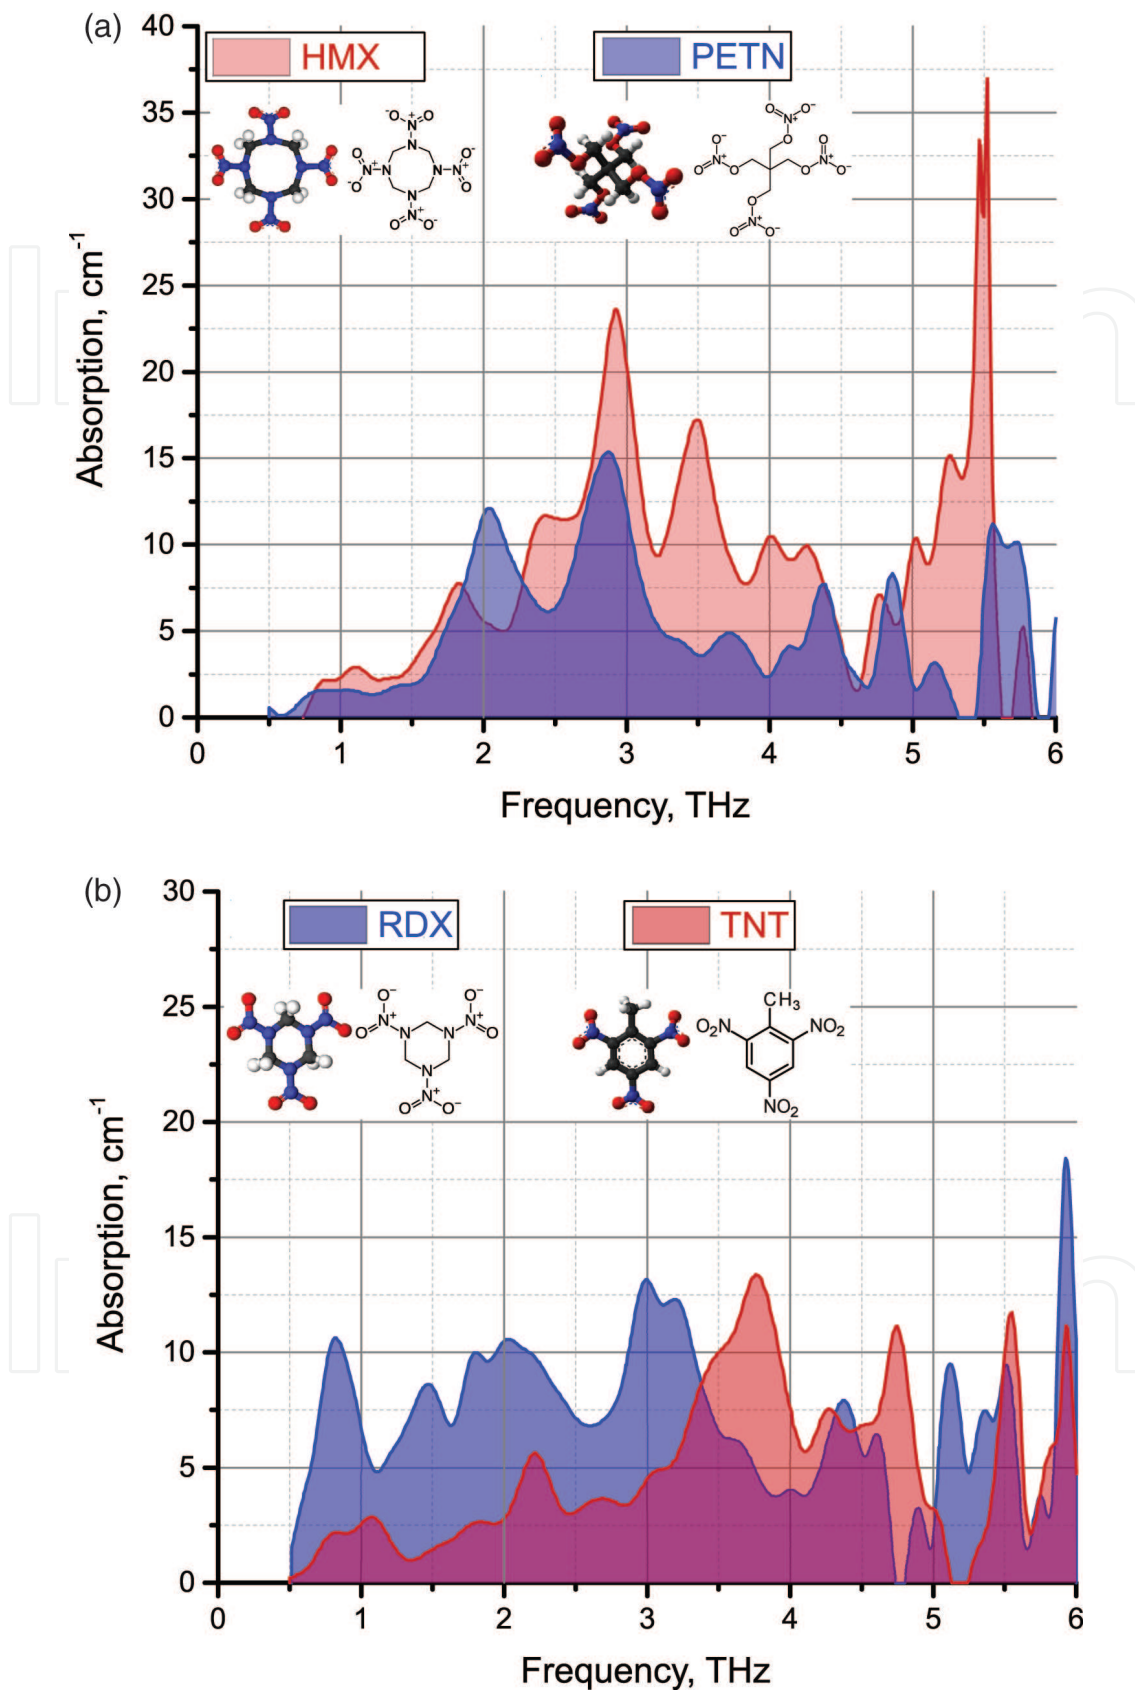 (a)
HMX
PETN
Absorption, cm⁻¹
40
35
30
25
20
15
10
5
0
0 1 2 3 4 5 6
Frequency, THz
(b)
RDX
TNT
CH₃
O₂N
NO₂
NO₂
Absorption, cm⁻¹
30
25
20
15
10
5
0
0 1 2 3 4 5 6
Frequency, THz